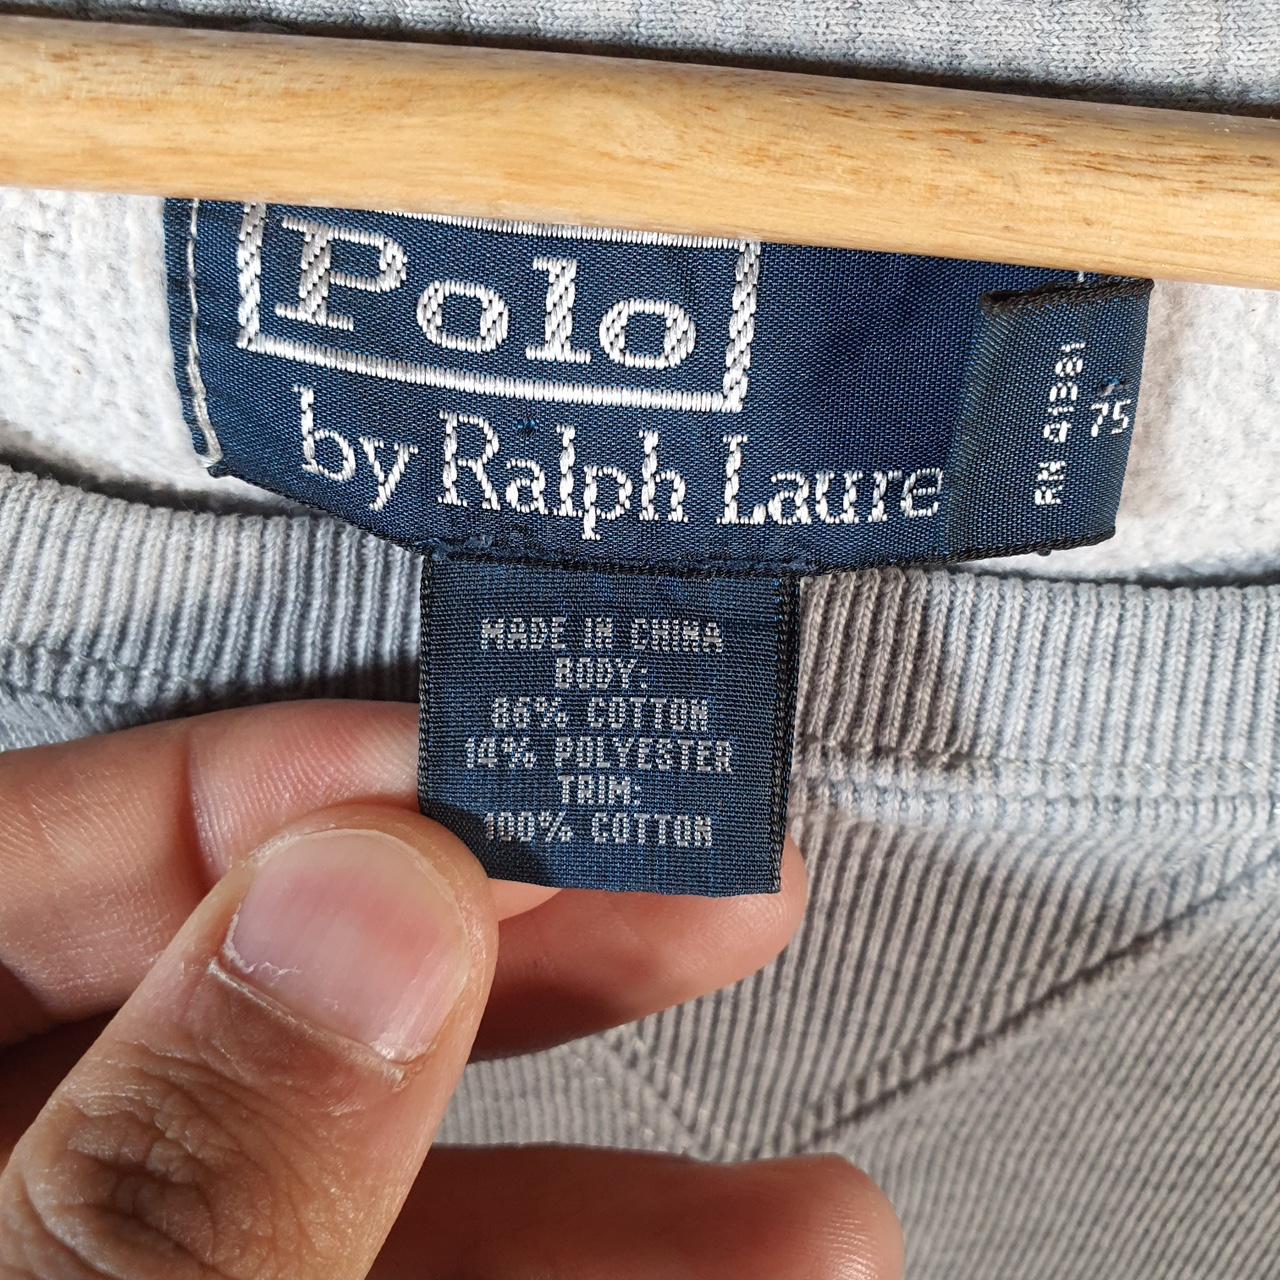 Polo
by Ralph Laure
RN 41381
75
MADE IN CHINA
BODY:
86% COTTON
14% POLYESTER
TRIM:
100% COTTON